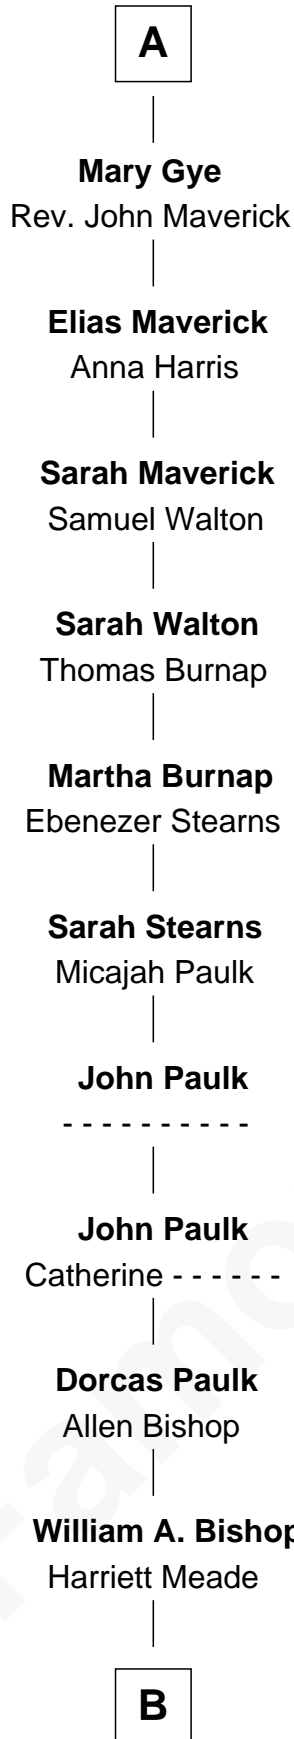 A
Mary Gye
Rev. John Maverick
Elias Maverick
Anna Harris
Sarah Maverick
Samuel Walton
Sarah Walton
Thomas Burnap
Martha Burnap
Ebenezer Stearns
Sarah Stearns
Micajah Paulk
John Paulk
- - - - - - - - - -
John Paulk
Catherine - - - - - -
Dorcas Paulk
Allen Bishop
William A. Bishop
Harriett Meade
B
Famo